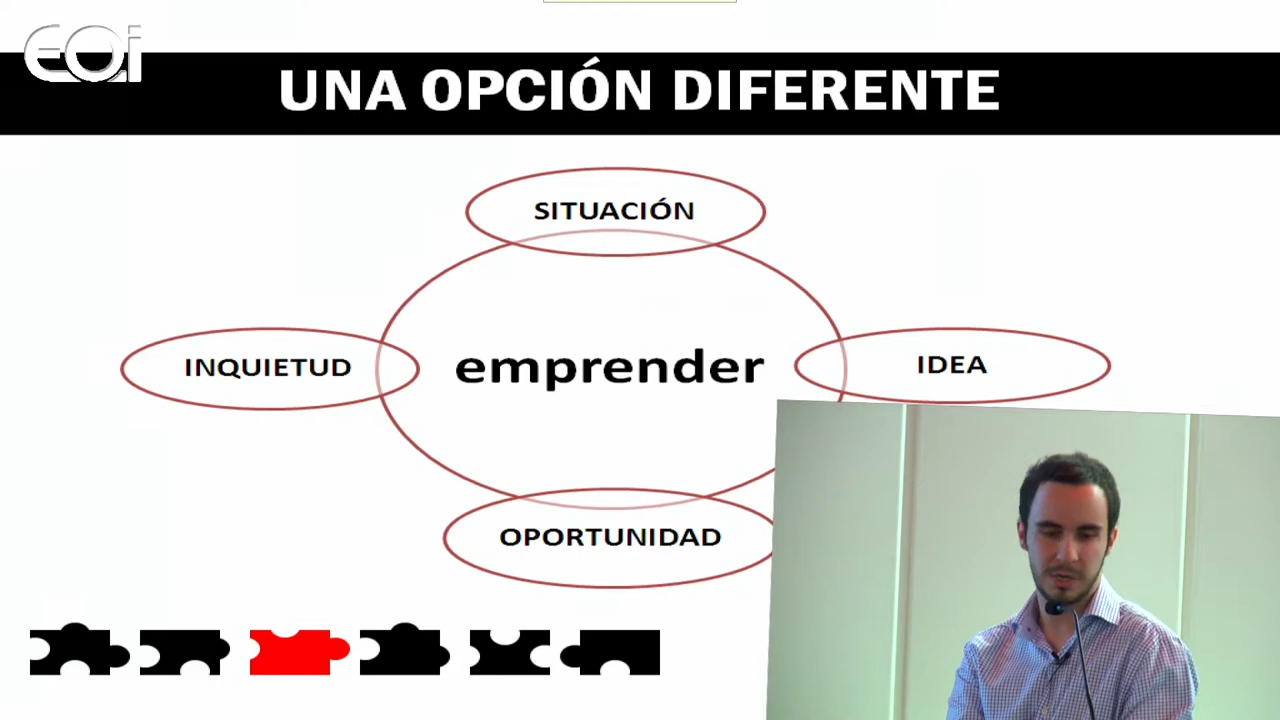 EOi
UNA OPCIÓN DIFERENTE
SITUACIÓN
INQUIETUD
emprender
IDEA
OPORTUNIDAD